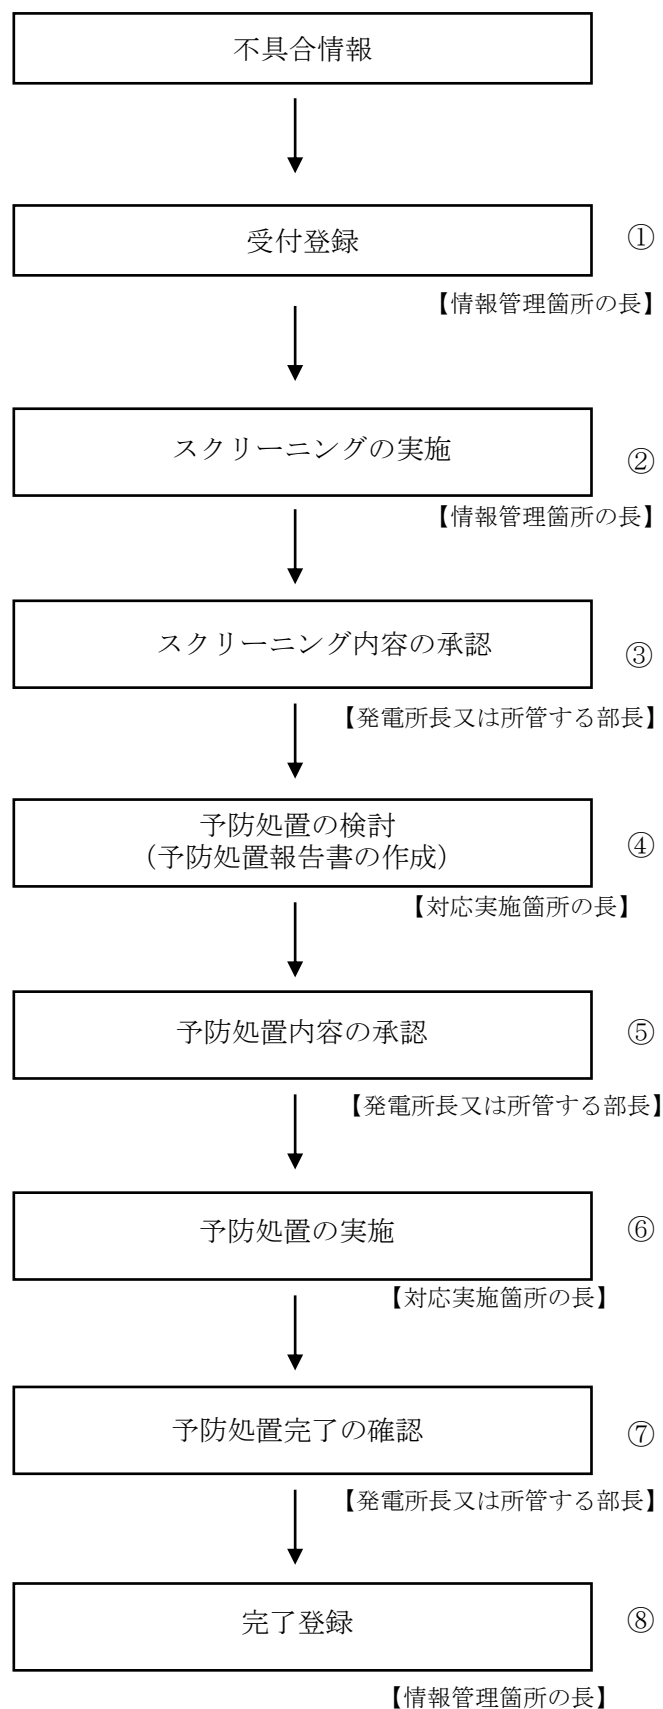 不具合情報
受付登録 ①
【情報管理箇所の長】
スクリーニングの実施 ②
【情報管理箇所の長】
スクリーニング内容の承認 ③
【発電所長又は所管する部長】
予防処置の検討
（予防処置報告書の作成） ④
【対応実施箇所の長】
予防処置内容の承認 ⑤
【発電所長又は所管する部長】
予防処置の実施 ⑥
【対応実施箇所の長】
予防処置完了の確認 ⑦
【発電所長又は所管する部長】
完了登録 ⑧
【情報管理箇所の長】